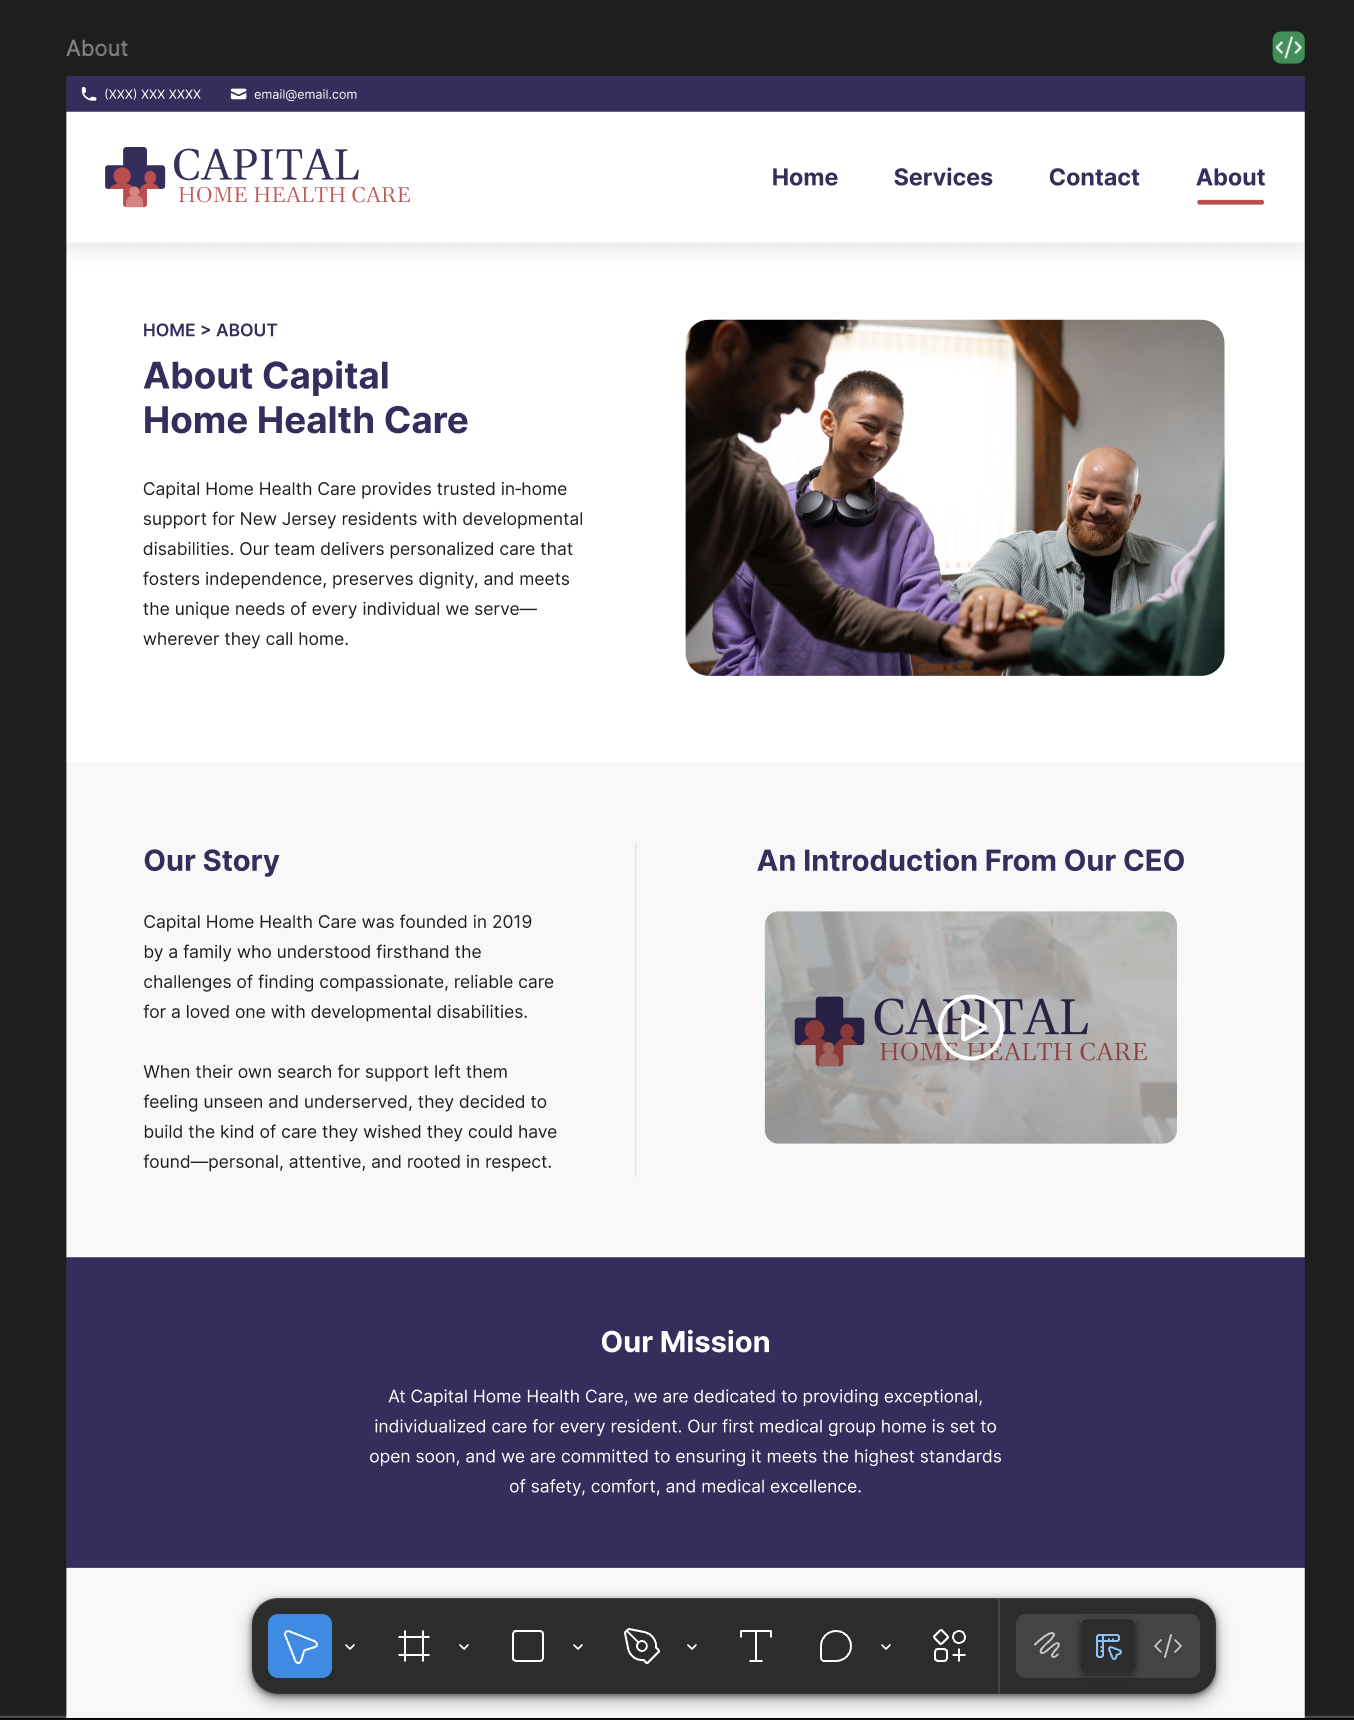 About
(XXX) XXX XXXX
email@email.com
CAPITAL
HOME HEALTH CARE
Home
Services
Contact
About
HOME > ABOUT
About Capital
Home Health Care
Capital Home Health Care provides trusted in-home
support for New Jersey residents with developmental
disabilities. Our team delivers personalized care that
fosters independence, preserves dignity, and meets
the unique needs of every individual we serve—
wherever they call home.
Our Story
Capital Home Health Care was founded in 2019
by a family who understood firsthand the
challenges of finding compassionate, reliable care
for a loved one with developmental disabilities.
When their own search for support left them
feeling unseen and underserved, they decided to
build the kind of care they wished they could have
found—personal, attentive, and rooted in respect.
An Introduction From Our CEO
CAPITAL
HOME HEALTH CARE
Our Mission
At Capital Home Health Care, we are dedicated to providing exceptional,
individualized care for every resident. Our first medical group home is set to
open soon, and we are committed to ensuring it meets the highest standards
of safety, comfort, and medical excellence.